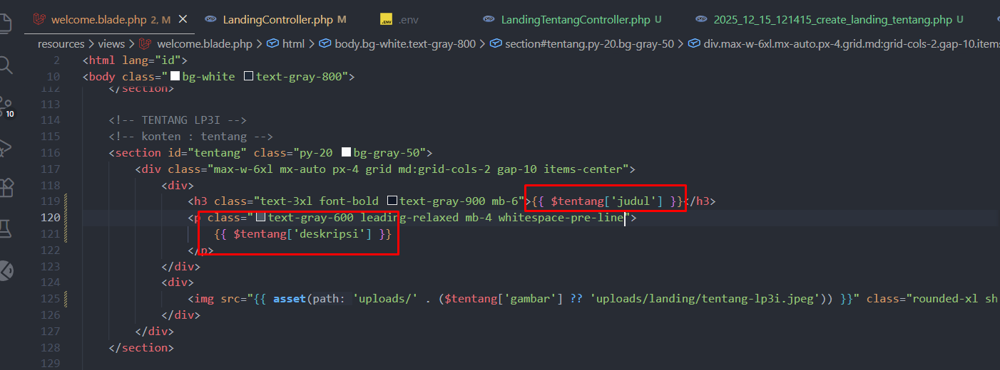 welcome.blade.php 2, M
LandingController.php M
.env
LandingTentangController.php U
2025_12_15_121415_create_landing_tentang.php U
resources > views > welcome.blade.php > html > body.bg-white.text-gray-800 > section#tentang.py-20.bg-gray-50 > div.max-w-6xl.mx-auto.px-4.grid.md:grid-cols-2.gap-10.items
2 <html lang="id">
10 <body class="bg-white text-gray-800">
112 </section>
113
114 <!-- TENTANG LP3I -->
115 <!-- konten : tentang -->
116 <section id="tentang" class="py-20 bg-gray-50">
117 <div class="max-w-6xl mx-auto px-4 grid md:grid-cols-2 gap-10 items-center">
118 <div>
119 <h3 class="text-3xl font-bold text-gray-900 mb-6">{{ $tentang['judul'] }}</h3>
120 <p class="text-gray-600 leading-relaxed mb-4 whitespace-pre-line">
121 {{ $tentang['deskripsi'] }}
122 </p>
123 </div>
124 <div>
125 <img src="{{ asset(path: 'uploads/' . ($tentang['gambar'] ?? 'uploads/landing/tentang-lp3i.jpeg')) }}" class="rounded-xl sh
126 </div>
127 </div>
128 </section>
129
10